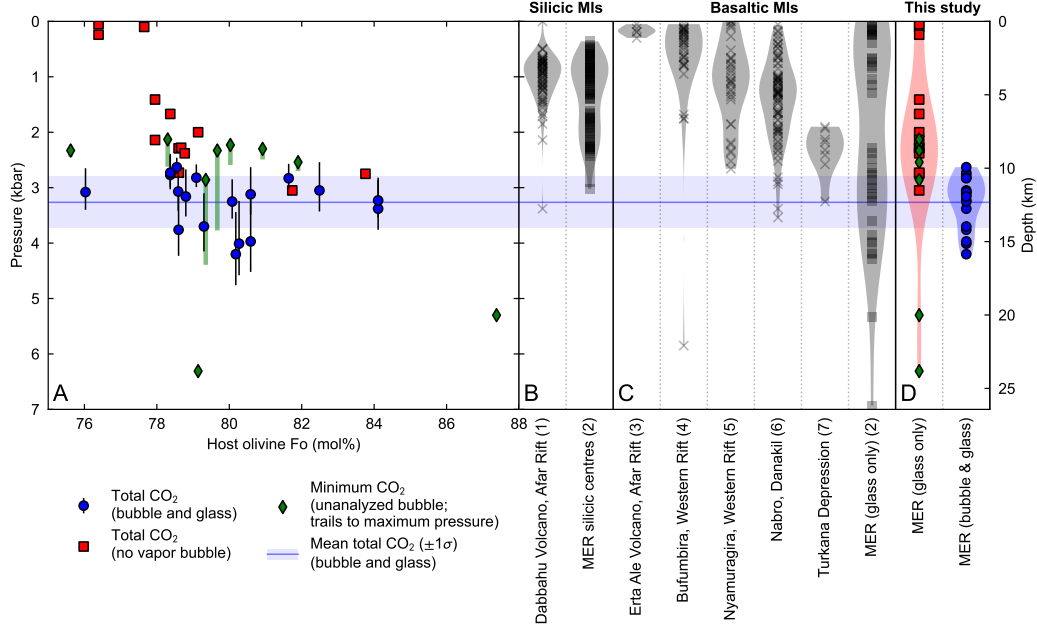 Silicic MIs
Basaltic MIs
This study
0
1
2
3
4
5
6
7
Pressure (kbar)
76
78
80
82
84
86
88
Host olivine Fo (mol%)
A
B
C
D
0
5
10
15
20
25
Depth (km)
Dabbahu Volcano, Afar Rift (1)
MER silicic centres (2)
Erta Ale Volcano, Afar Rift (3)
Bufumbira, Western Rift (4)
Nyamuragira, Western Rift (5)
Nabro, Danakil (6)
Turkana Depression (7)
MER (glass only) (2)
MER (glass only)
MER (bubble & glass)
Total CO₂
(bubble and glass)
Total CO₂
(no vapor bubble)
Minimum CO₂
(unanalyzed bubble;
trails to maximum pressure)
Mean total CO₂ (±1σ)
(bubble and glass)